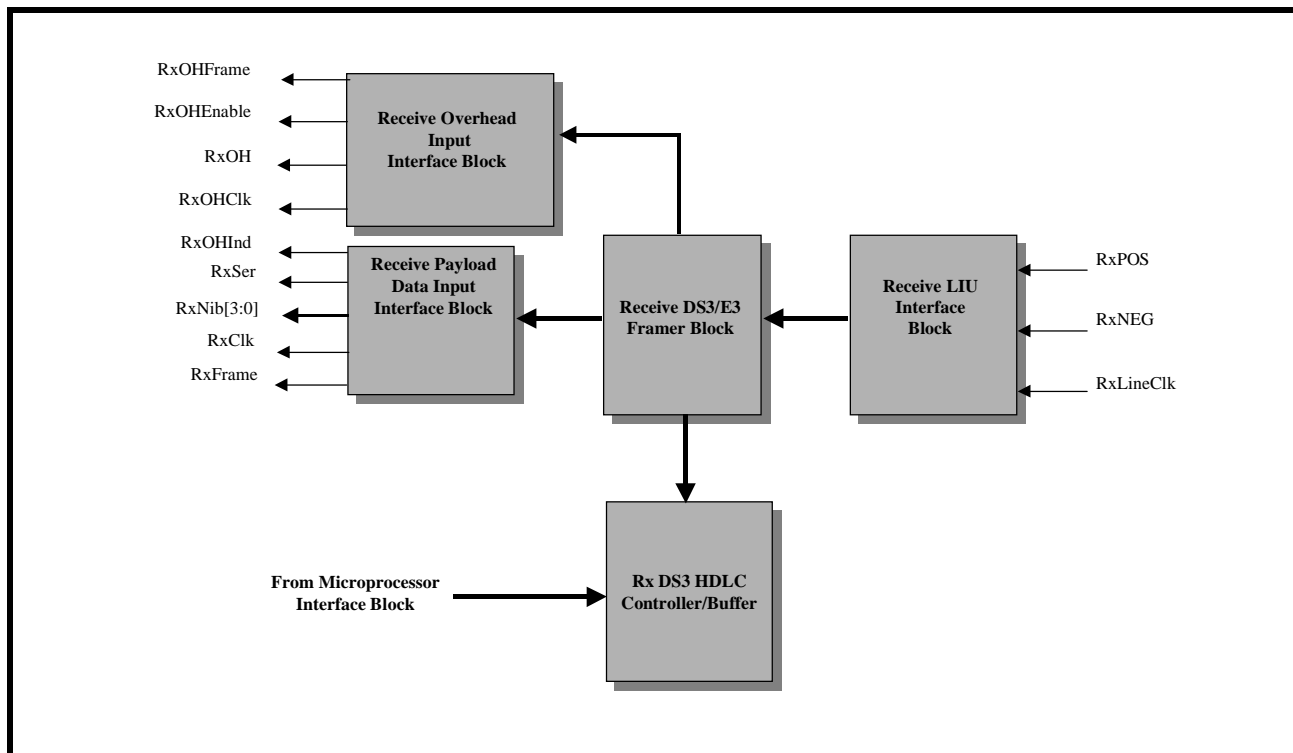 RxOHFrame
RxOHEnable
RxOH
RxOHClk
Receive Overhead
Input
Interface Block
RxOHInd
RxSer
RxNib[3:0]
RxClk
RxFrame
Receive Payload
Data Input
Interface Block
Receive DS3/E3
Framer Block
Receive LIU
Interface
Block
RxPOS
RxNEG
RxLineClk
From Microprocessor
Interface Block
Rx DS3 HDLC
Controller/Buffer